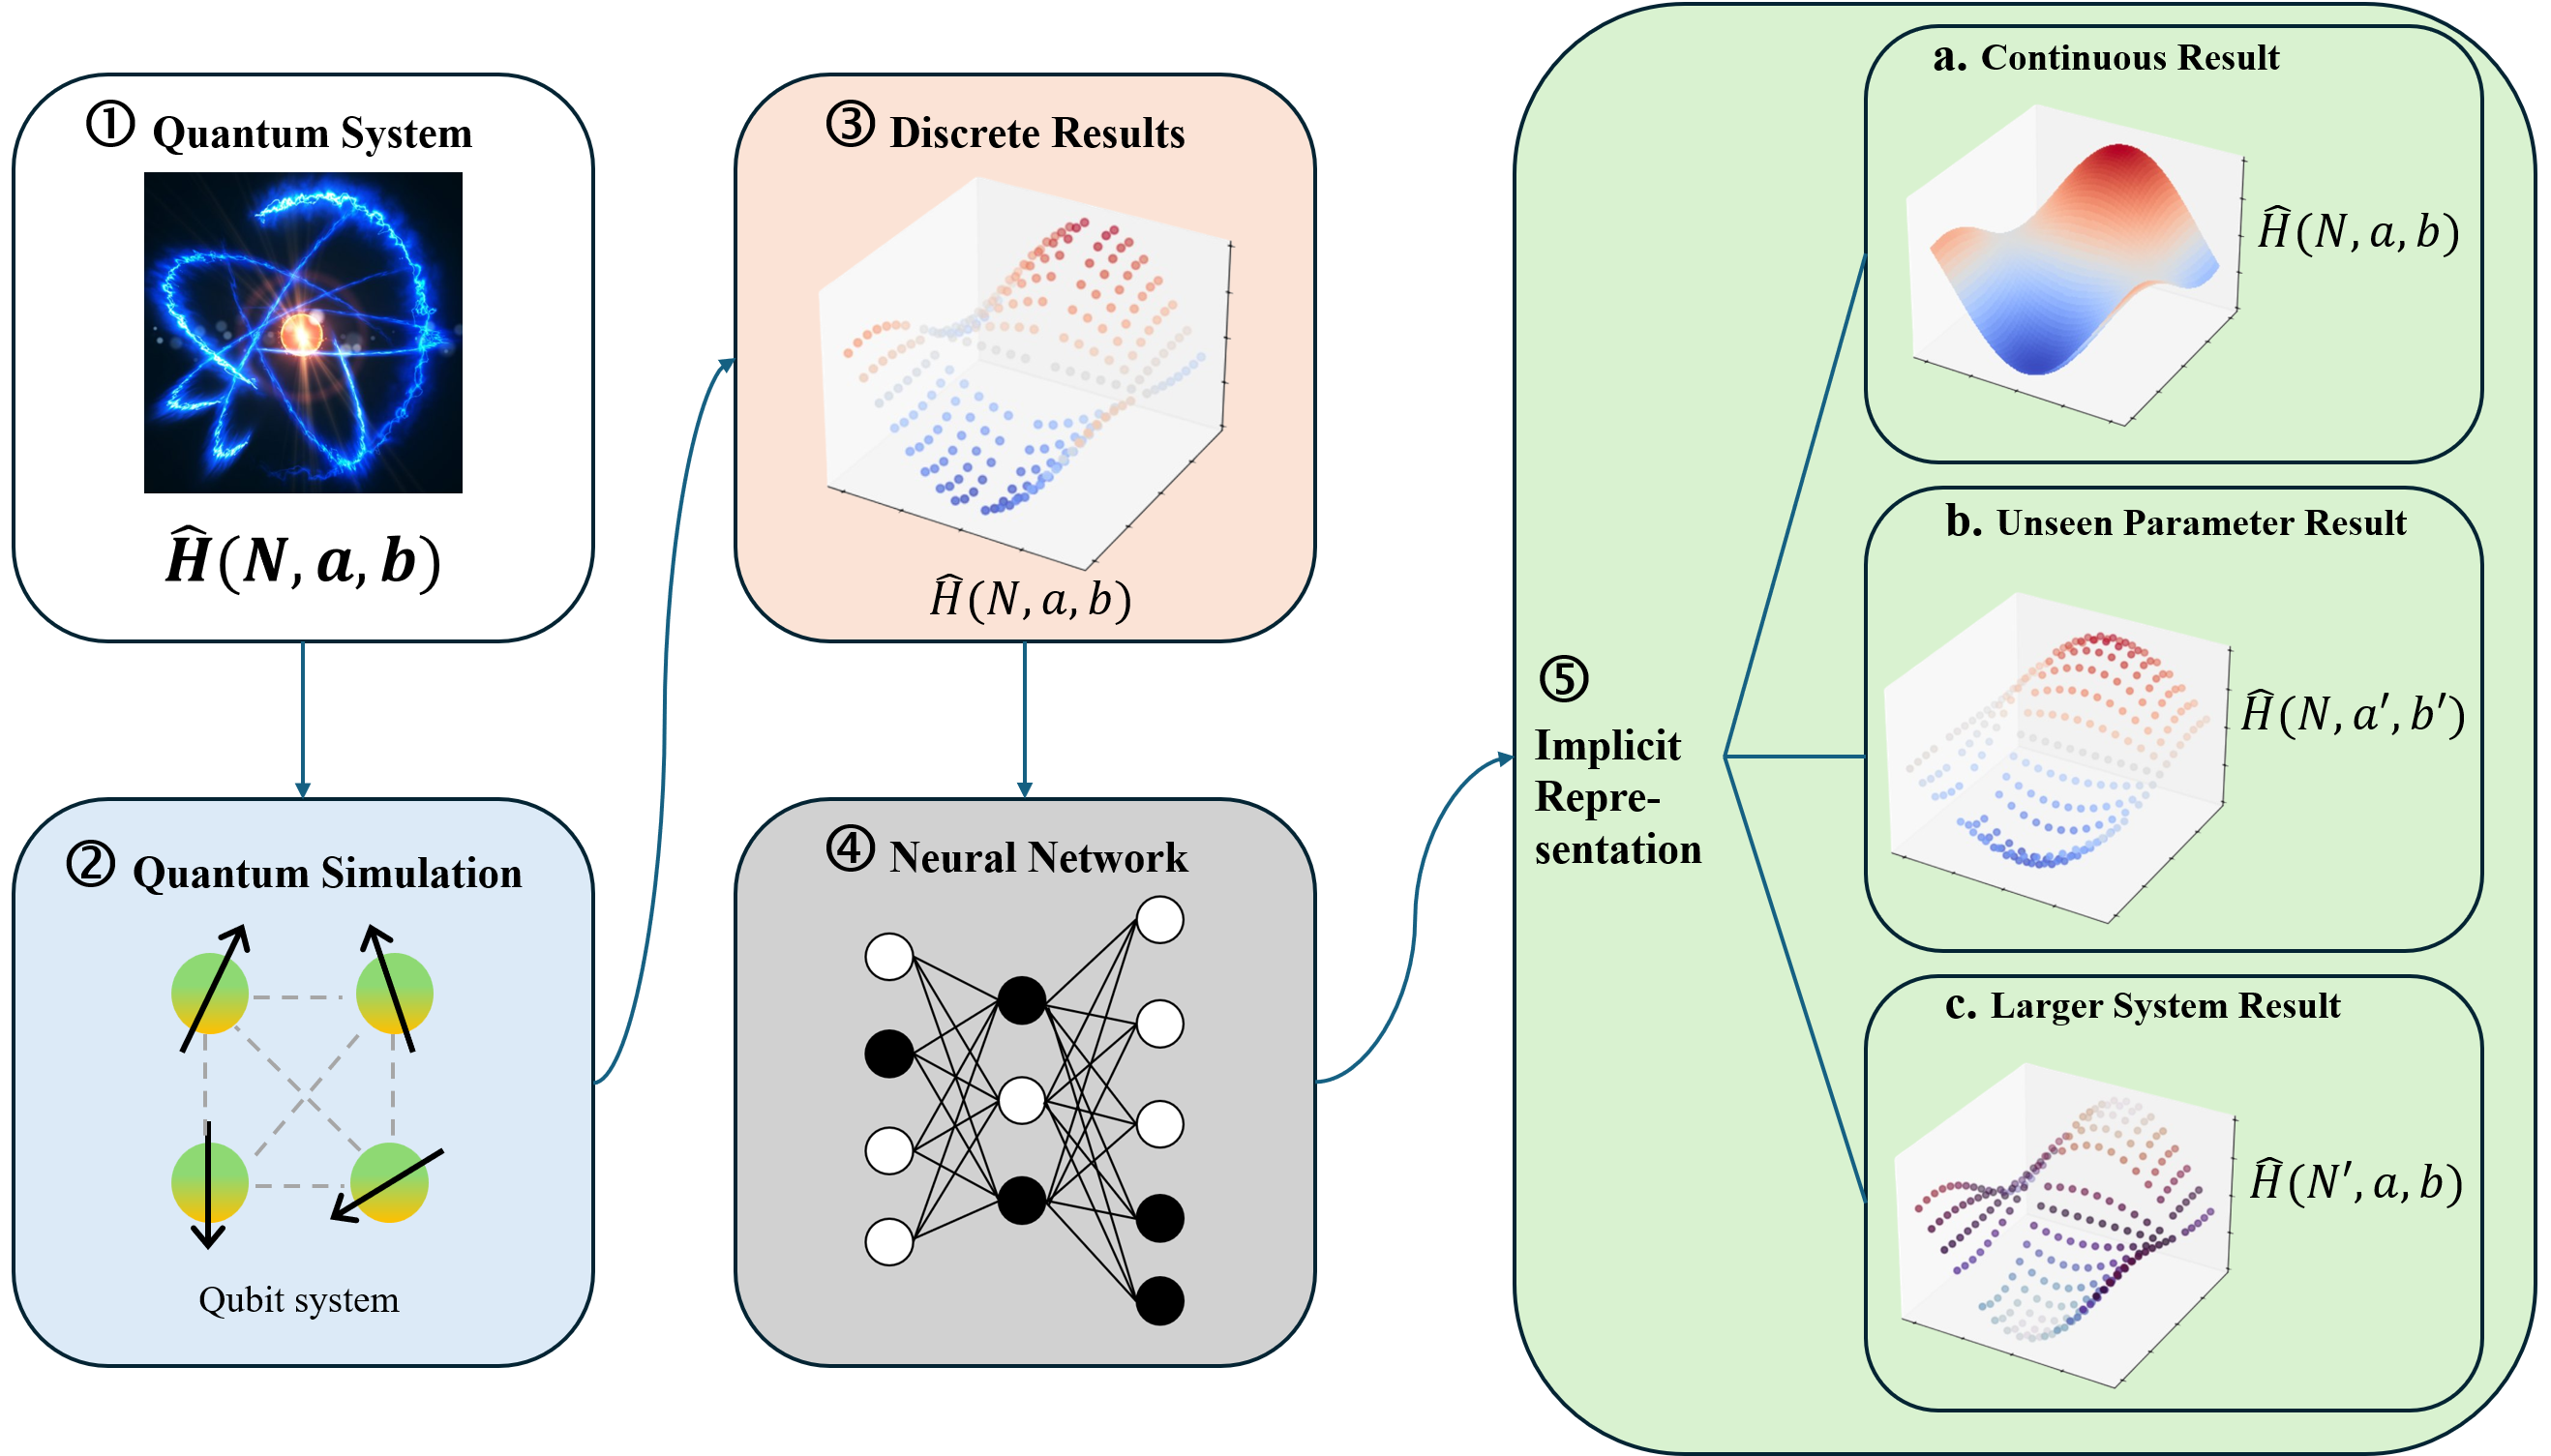 ① Quantum System
Ĥ(N, a, b)
② Quantum Simulation
Qubit system
③ Discrete Results
Ĥ(N, a, b)
④ Neural Network
⑤
Implicit
Repre-
sentation
a. Continuous Result
Ĥ(N, a, b)
b. Unseen Parameter Result
Ĥ(N, a′, b′)
c. Larger System Result
Ĥ(N′, a, b)